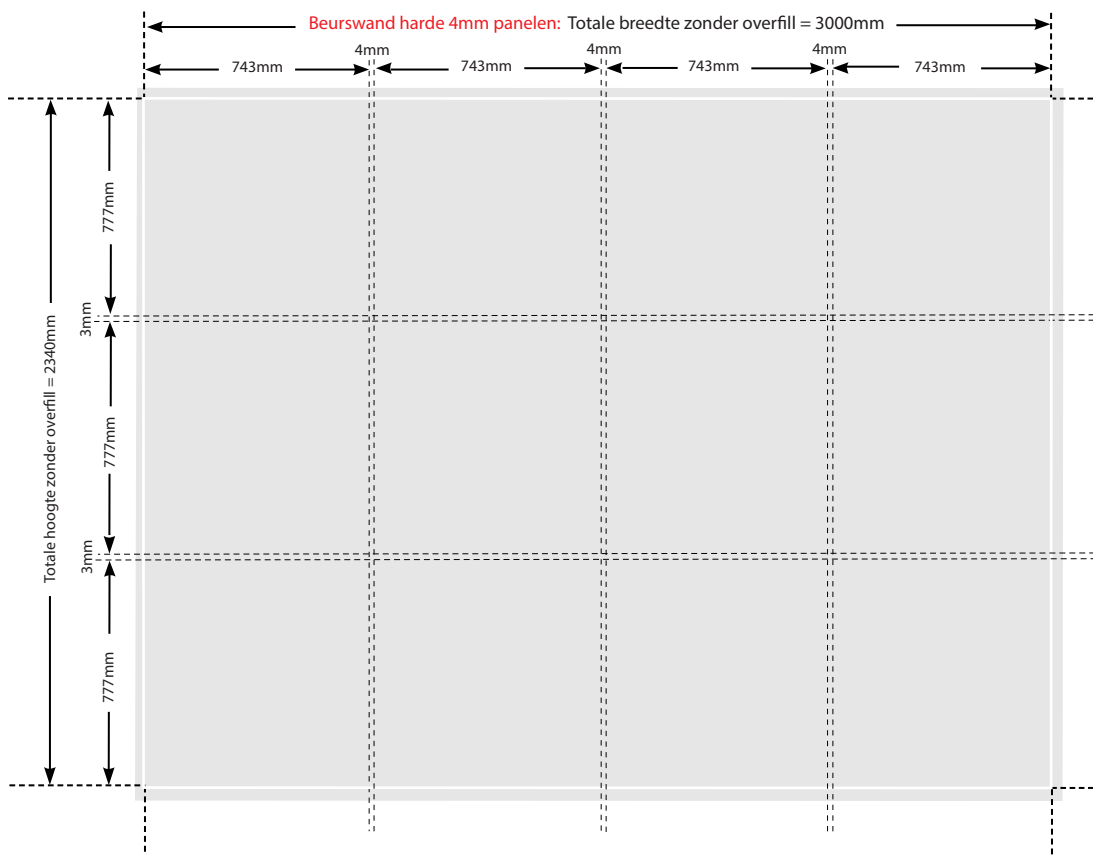 Beurswand harde 4mm panelen: Totale breedte zonder overfill = 3000mm
4mm
4mm
4mm
743mm
743mm
743mm
743mm
777mm
3mm
Totale hoogte zonder overfill = 2340mm
777mm
3mm
777mm